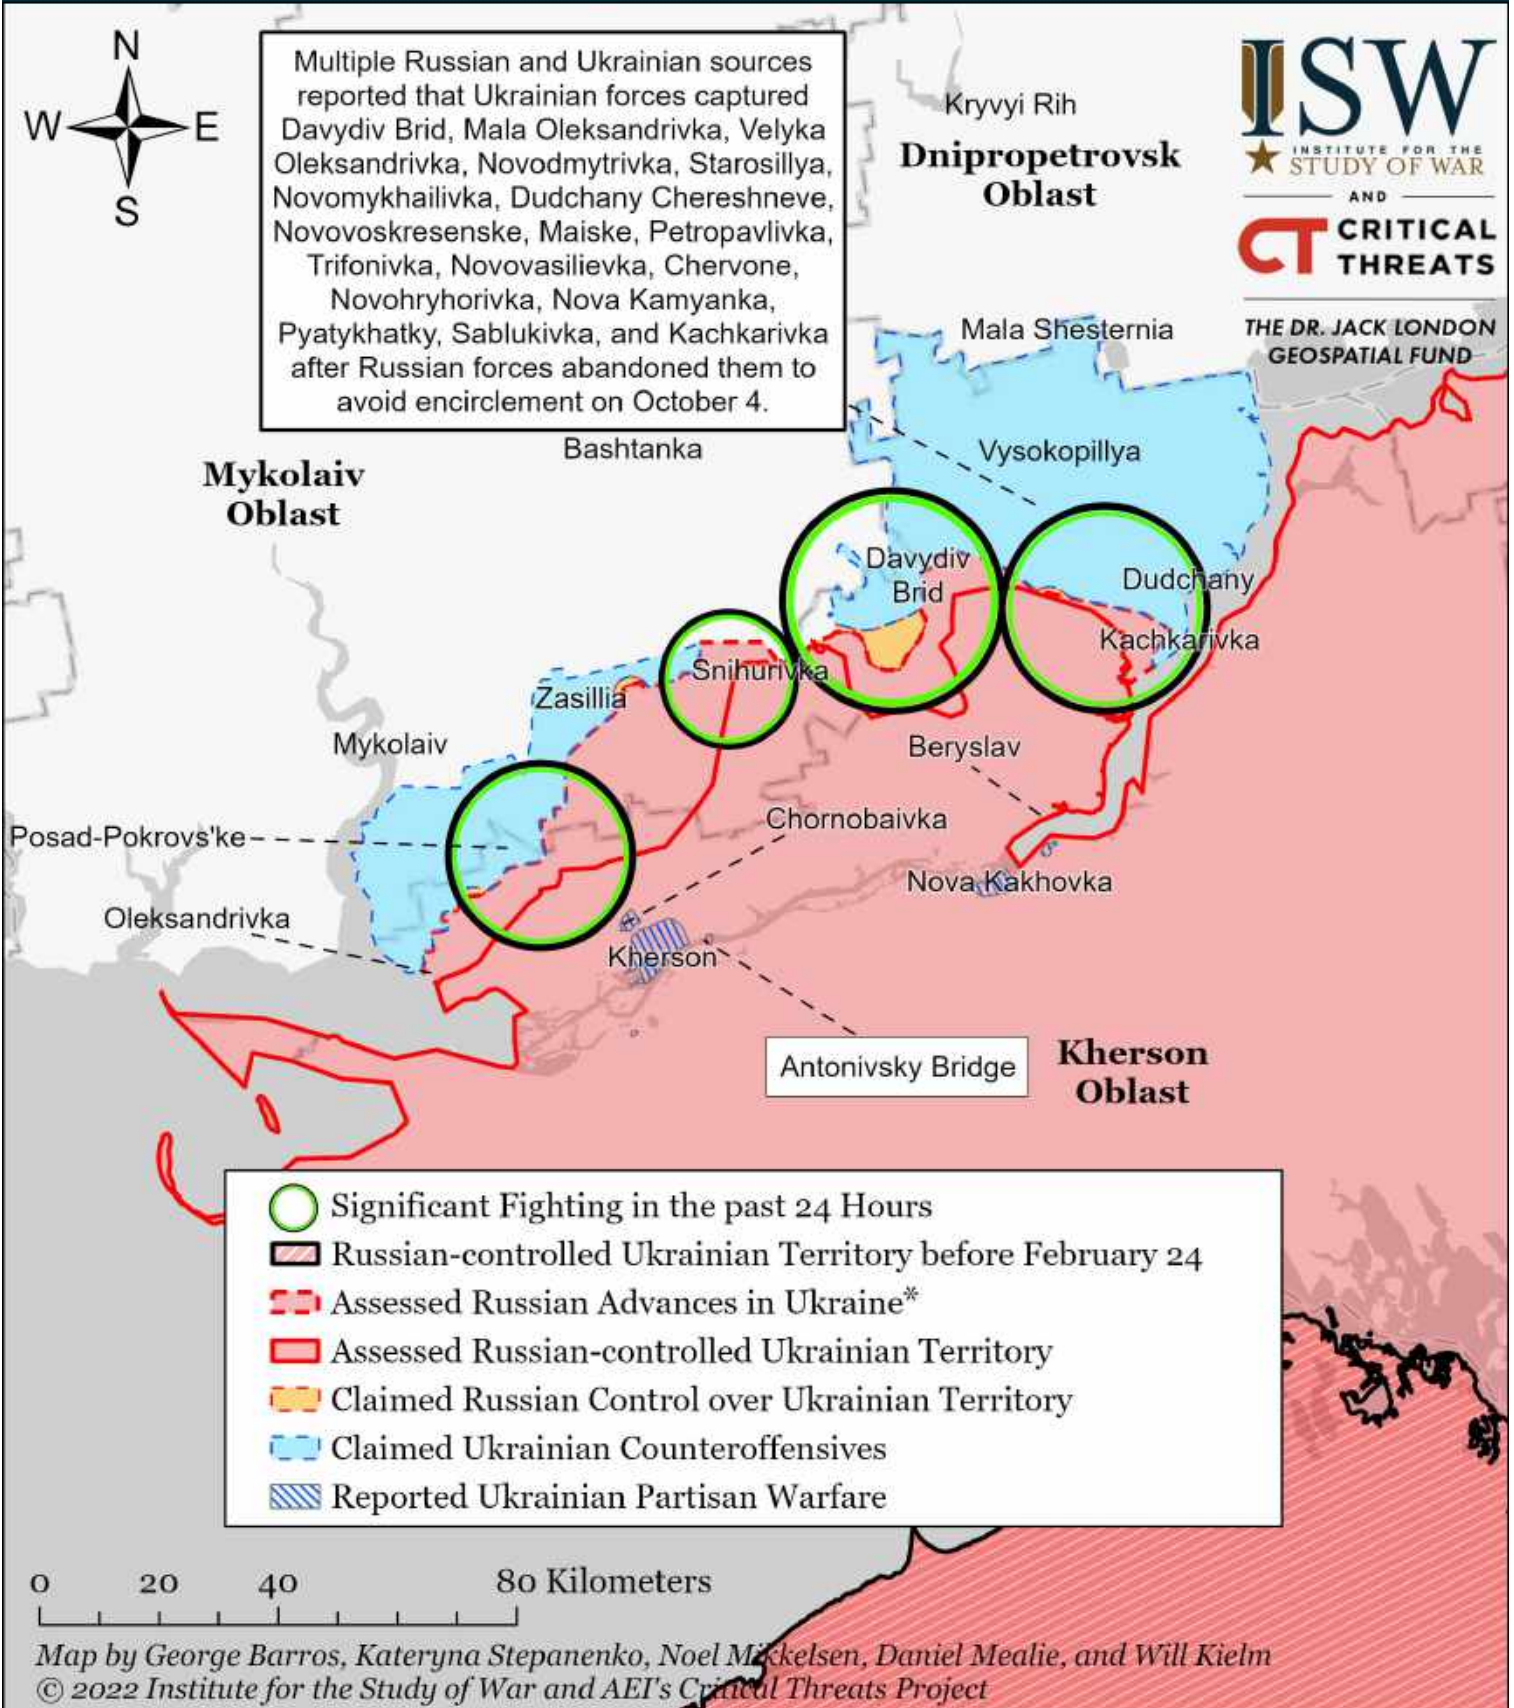 N
W E
S
Multiple Russian and Ukrainian sources
reported that Ukrainian forces captured
Davydiv Brid, Mala Oleksandrivka, Velyka
Oleksandrivka, Novodmytrivka, Starosillya,
Novomykhailivka, Dudchany Chereshneve,
Novovoskresenske, Maiske, Petropavlivka,
Trifonivka, Novovasilievka, Chervone,
Novohryhorivka, Nova Kamyanka,
Pyatykhatky, Sablukivka, and Kachkarivka
after Russian forces abandoned them to
avoid encirclement on October 4.
ISW
INSTITUTE FOR THE
STUDY OF WAR
AND
CT CRITICAL
THREATS
THE DR. JACK LONDON
GEOSPATIAL FUND
Kryvyi Rih
Dnipropetrovsk
Oblast
Mala Shesternia
Bashtanka
Vysokopillya
Mykolaiv
Oblast
Davydiv
Brid
Dudchany
Kachkarivka
Snihurivka
Zasillia
Mykolaiv
Beryslav
Chornobaivka
Posad-Pokrovs'ke
Nova Kakhovka
Oleksandrivka
Kherson
Antonivsky Bridge
Kherson
Oblast
Significant Fighting in the past 24 Hours
Russian-controlled Ukrainian Territory before February 24
Assessed Russian Advances in Ukraine*
Assessed Russian-controlled Ukrainian Territory
Claimed Russian Control over Ukrainian Territory
Claimed Ukrainian Counteroffensives
Reported Ukrainian Partisan Warfare
0 20 40 80 Kilometers
Map by George Barros, Kateryna Stepanenko, Noel Mikkelsen, Daniel Mealie, and Will Kielm
© 2022 Institute for the Study of War and AEI's Critical Threats Project